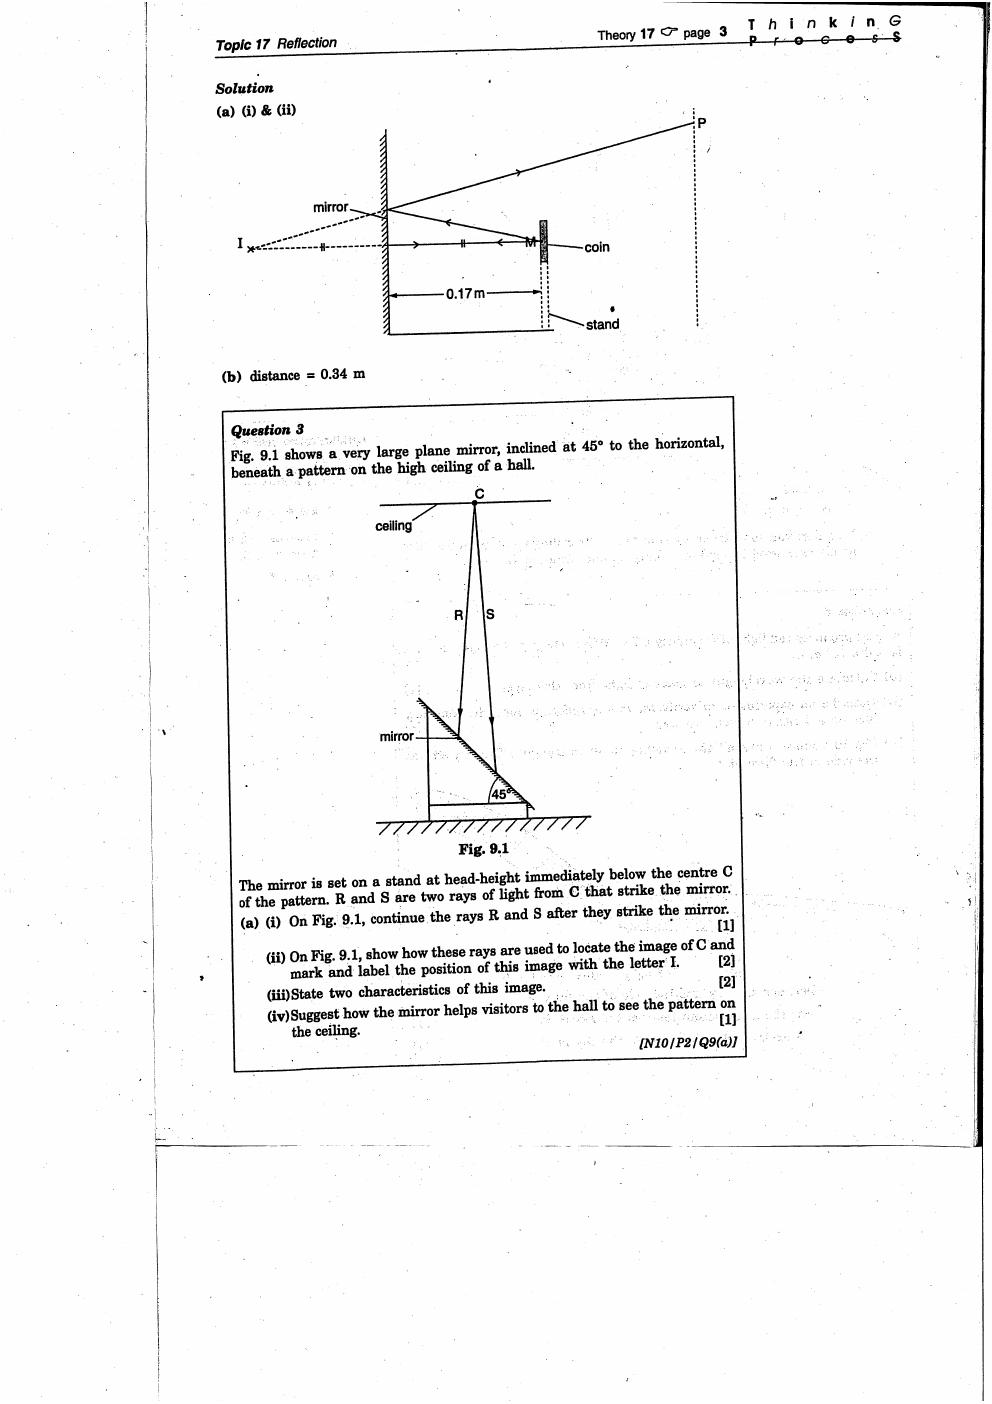 Topic 17 Reflection
Theory 17 ☞ page 3
T h i n k i n G
P r o c e s S
Solution
(a) (i) & (ii)
P
mirror
I
M
coin
0.17 m
stand
(b) distance = 0.34 m
Question 3
Fig. 9.1 shows a very large plane mirror, inclined at 45° to the horizontal,
beneath a pattern on the high ceiling of a hall.
C
ceiling
R
S
mirror
45°
Fig. 9.1
The mirror is set on a stand at head-height immediately below the centre C
of the pattern. R and S are two rays of light from C that strike the mirror.
(a) (i) On Fig. 9.1, continue the rays R and S after they strike the mirror.
[1]
(ii) On Fig. 9.1, show how these rays are used to locate the image of C and
mark and label the position of this image with the letter I. [2]
(iii) State two characteristics of this image. [2]
(iv) Suggest how the mirror helps visitors to the hall to see the pattern on
the ceiling. [1]
[N10/P2/Q9(a)]